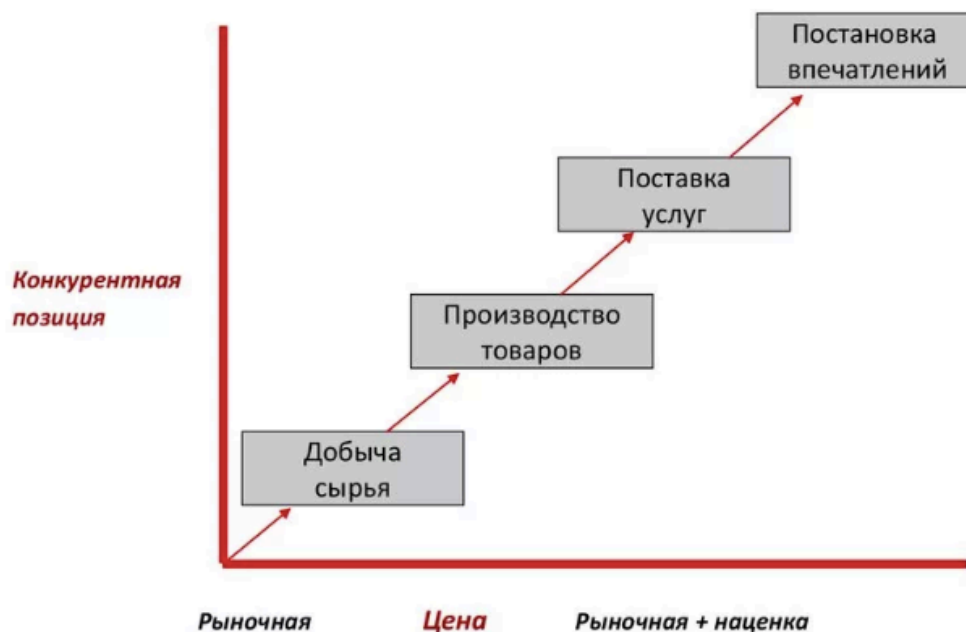 Постановка
впечатлений
Поставка
услуг
Конкурентная
позиция
Производство
товаров
Добыча
сырья
Рыночная Цена Рыночная + наценка